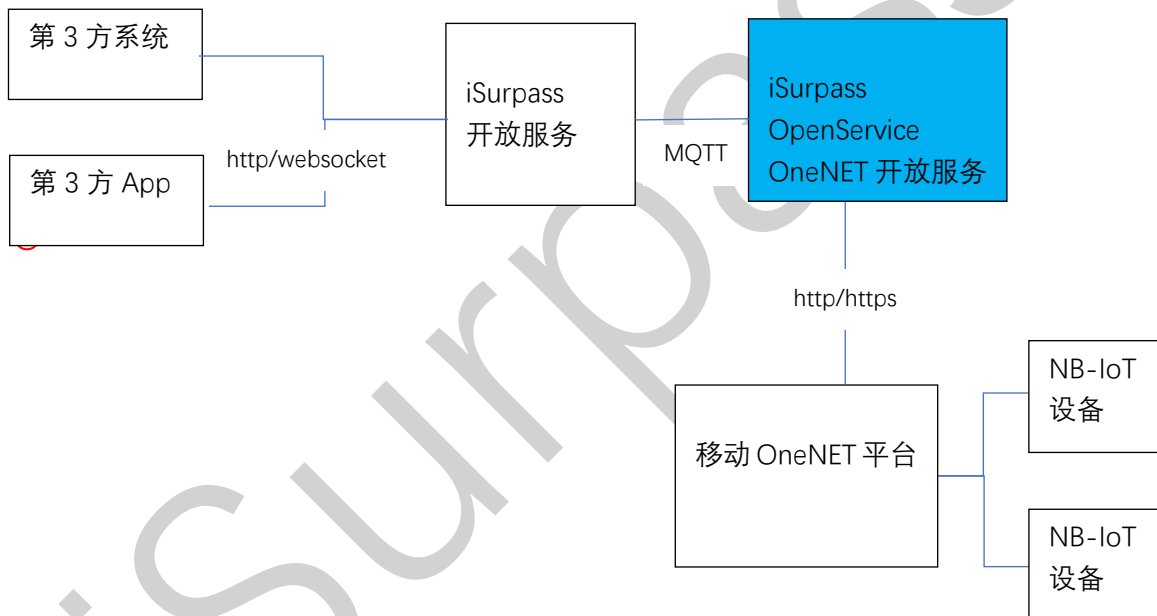 第 3 方系统
第 3 方 App
http/websocket
iSurpass
开放服务
MQTT
iSurpass
OpenService
OneNET 开放服务
http/https
移动 OneNET 平台
NB-IoT
设备
NB-IoT
设备
iSurpass